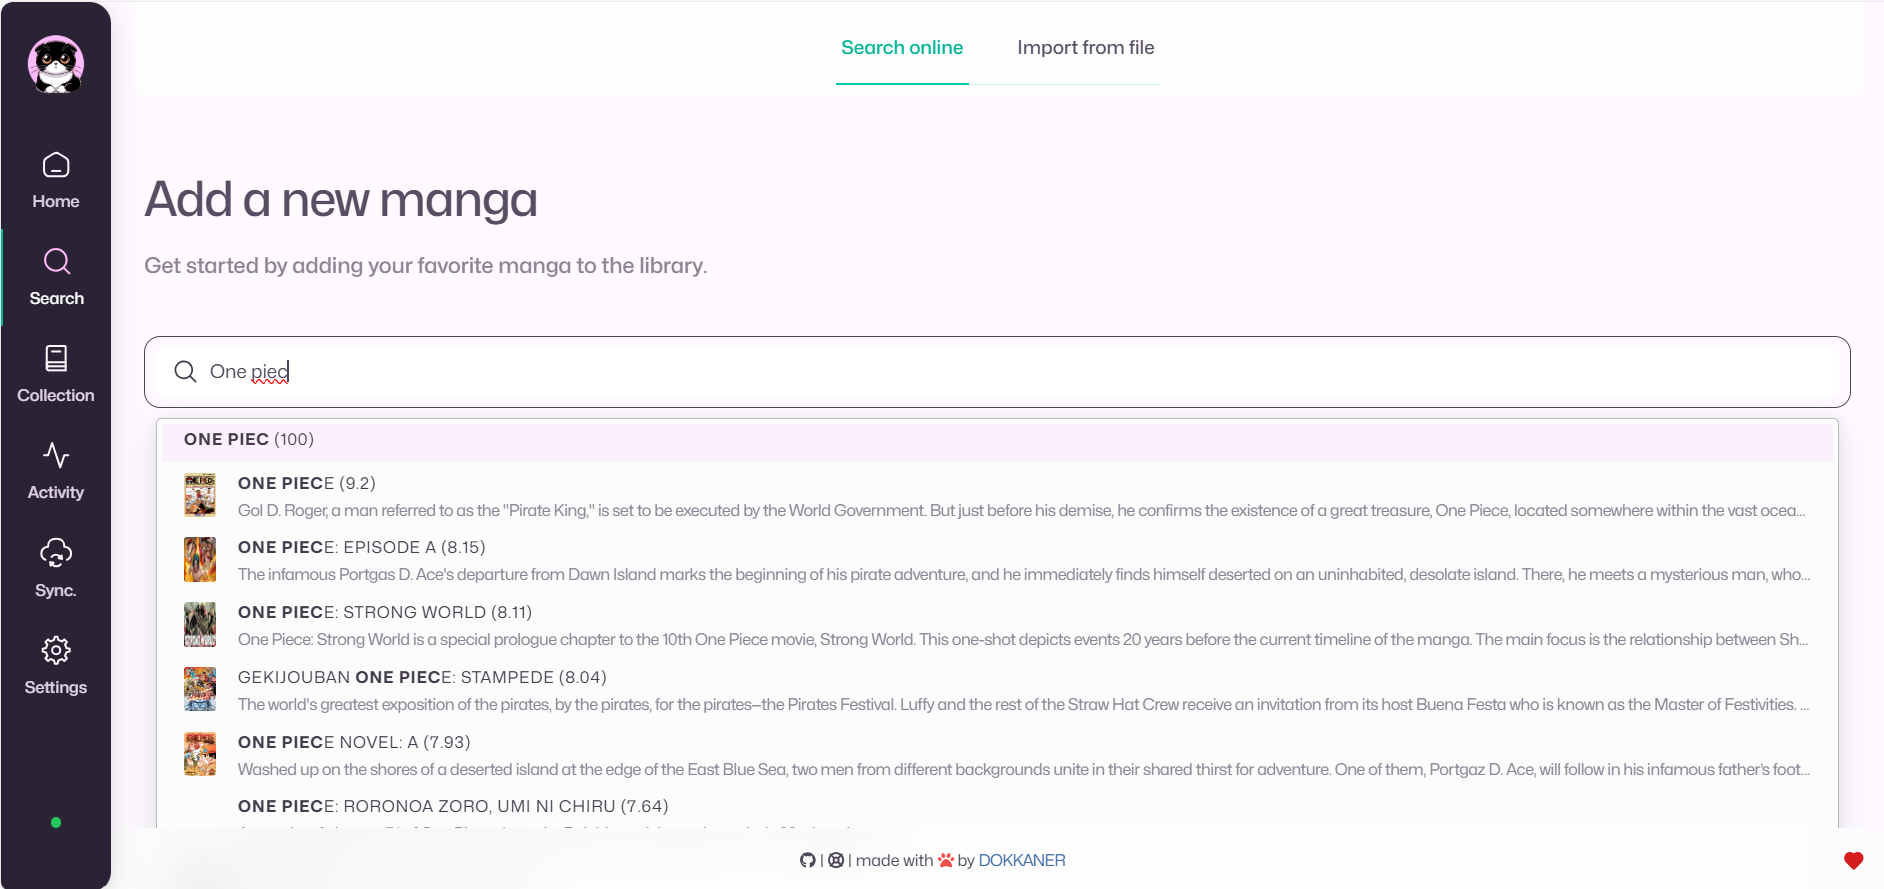 Search online
Import from file
Home
Search
Collection
Activity
Sync.
Settings
Add a new manga
Get started by adding your favorite manga to the library.
One piec
ONE PIEC (100)
ONE PIECE (9.2)
Gol D. Roger, a man referred to as the "Pirate King," is set to be executed by the World Government. But just before his demise, he confirms the existence of a great treasure, One Piece, located somewhere within the vast ocea...
ONE PIECE: EPISODE A (8.15)
The infamous Portgas D. Ace's departure from Dawn Island marks the beginning of his pirate adventure, and he immediately finds himself deserted on an uninhabited, desolate island. There, he meets a mysterious man, who...
ONE PIECE: STRONG WORLD (8.11)
One Piece: Strong World is a special prologue chapter to the 10th One Piece movie, Strong World. This one-shot depicts events 20 years before the current timeline of the manga. The main focus is the relationship between Sh...
GEKIJOUBAN ONE PIECE: STAMPEDE (8.04)
The world's greatest exposition of the pirates, by the pirates, for the pirates—the Pirates Festival. Luffy and the rest of the Straw Hat Crew receive an invitation from its host Buena Festa who is known as the Master of Festivities. ...
ONE PIECE NOVEL: A (7.93)
Washed up on the shores of a deserted island at the edge of the East Blue Sea, two men from different backgrounds unite in their shared thirst for adventure. One of them, Portgaz D. Ace, will follow in his infamous father's foot...
ONE PIECE: RORONOA ZORO, UMI NI CHIRU (7.64)
| | made with by DOKKANER